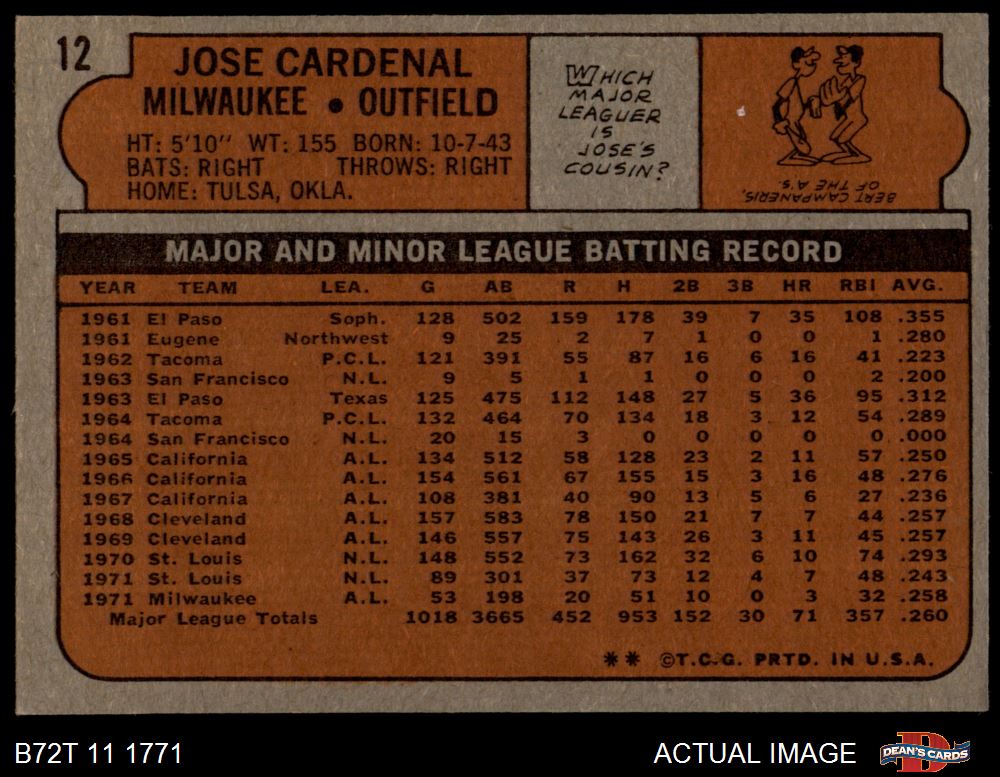 12
JOSE CARDENAL
MILWAUKEE • OUTFIELD
HT: 5'10" WT: 155 BORN: 10-7-43
BATS: RIGHT THROWS: RIGHT
HOME: TULSA, OKLA.
WHICH
MAJOR
LEAGUER
IS
JOSE'S
COUSIN?
BERT CAMPANERIS,
OF THE A'S.
MAJOR AND MINOR LEAGUE BATTING RECORD
YEAR TEAM LEA. G AB R H 2B 3B HR RBI AVG.
1961 El Paso Soph. 128 502 159 178 39 7 35 108 .355
1961 Eugene Northwest 9 25 2 7 1 0 0 1 .280
1962 Tacoma P.C.L. 121 391 55 87 16 6 16 41 .223
1963 San Francisco N.L. 9 5 1 1 0 0 0 2 .200
1963 El Paso Texas 125 475 112 148 27 5 36 95 .312
1964 Tacoma P.C.L. 132 464 70 134 18 3 12 54 .289
1964 San Francisco N.L. 20 15 3 0 0 0 0 0 .000
1965 California A.L. 134 512 58 128 23 2 11 57 .250
1966 California A.L. 154 561 67 155 15 3 16 48 .276
1967 California A.L. 108 381 40 90 13 5 6 27 .236
1968 Cleveland A.L. 157 583 78 150 21 7 7 44 .257
1969 Cleveland A.L. 146 557 75 143 26 3 11 45 .257
1970 St. Louis N.L. 148 552 73 162 32 6 10 74 .293
1971 St. Louis N.L. 89 301 37 73 12 4 7 48 .243
1971 Milwaukee A.L. 53 198 20 51 10 0 3 32 .258
Major League Totals 1018 3665 452 953 152 30 71 357 .260
** ©T.C.G. PRTD. IN U.S.A.
B72T 11 1771
ACTUAL IMAGE
D
DEAN'S CARDS